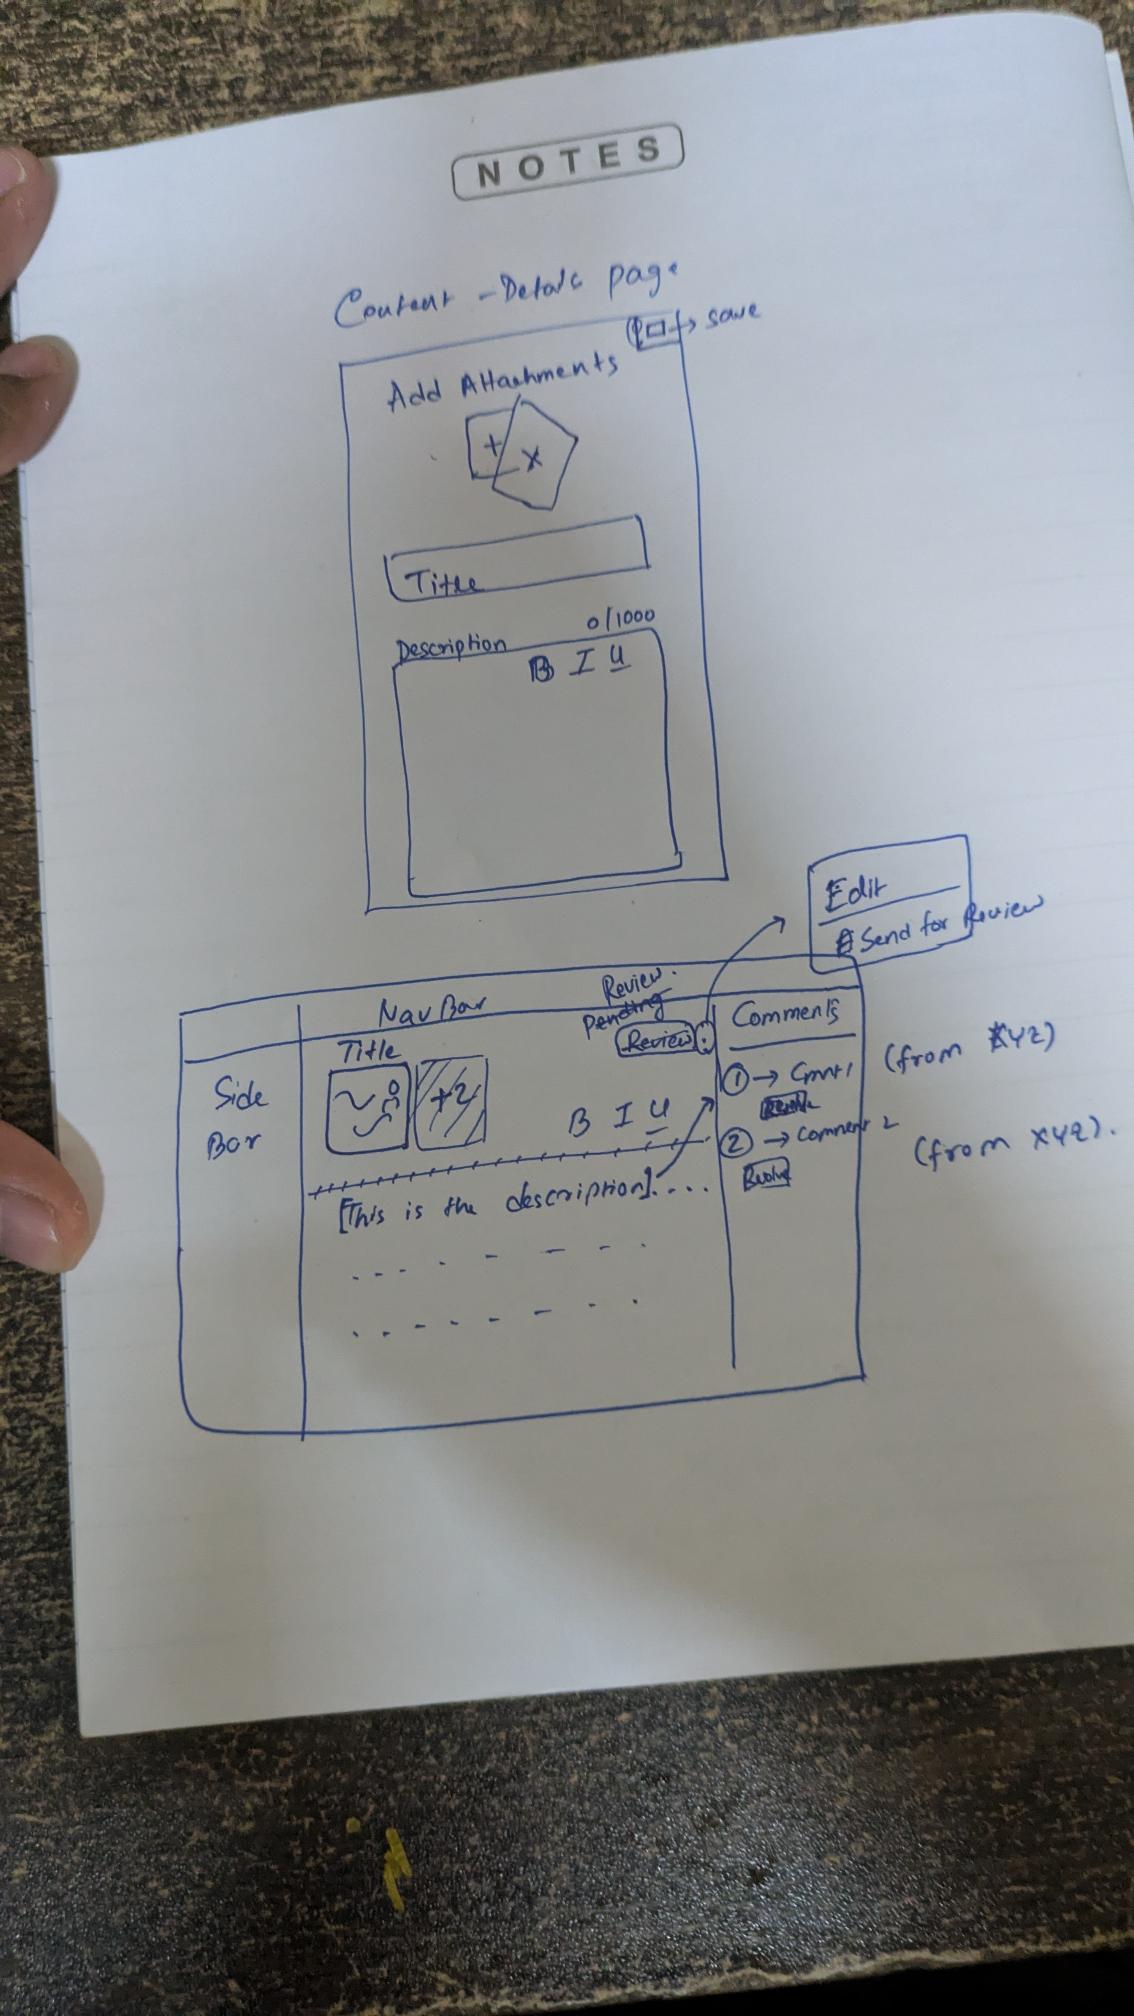 NOTES
Content - Details page
save
Add Attachments
+ x
Title
0/1000
Description
B I U
Edit
Send for Review
Nav Bar
Review
Pending
Comments
Review :
Title
Side
Bar
+2
1 → Cmnt 1 (from XYZ)
Resolve
B I U
2 → Comment 2 (from XYZ).
Resolve
[This is the description]....